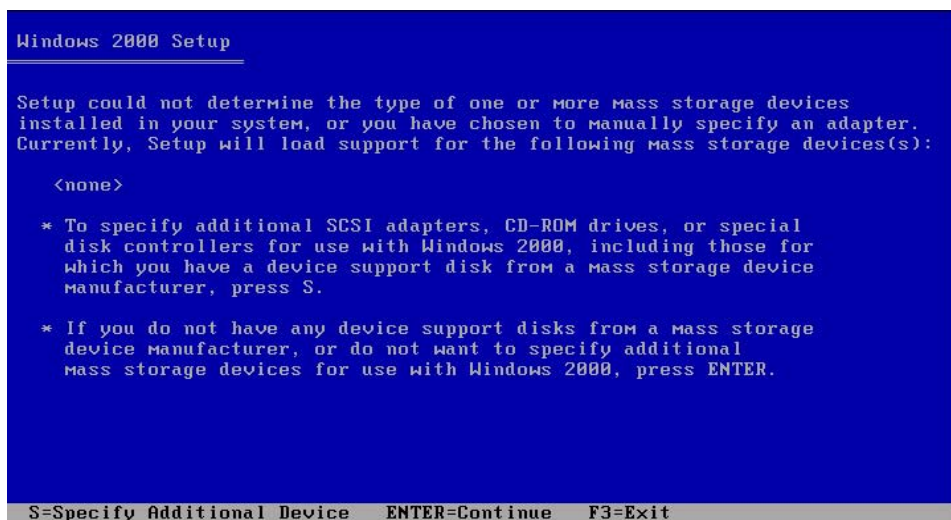 Windows 2000 Setup
Setup could not determine the type of one or more mass storage devices
installed in your system, or you have chosen to manually specify an adapter.
Currently, Setup will load support for the following mass storage devices(s):
<none>
* To specify additional SCSI adapters, CD-ROM drives, or special
disk controllers for use with Windows 2000, including those for
which you have a device support disk from a mass storage device
manufacturer, press S.
* If you do not have any device support disks from a mass storage
device manufacturer, or do not want to specify additional
mass storage devices for use with Windows 2000, press ENTER.
S=Specify Additional Device ENTER=Continue F3=Exit